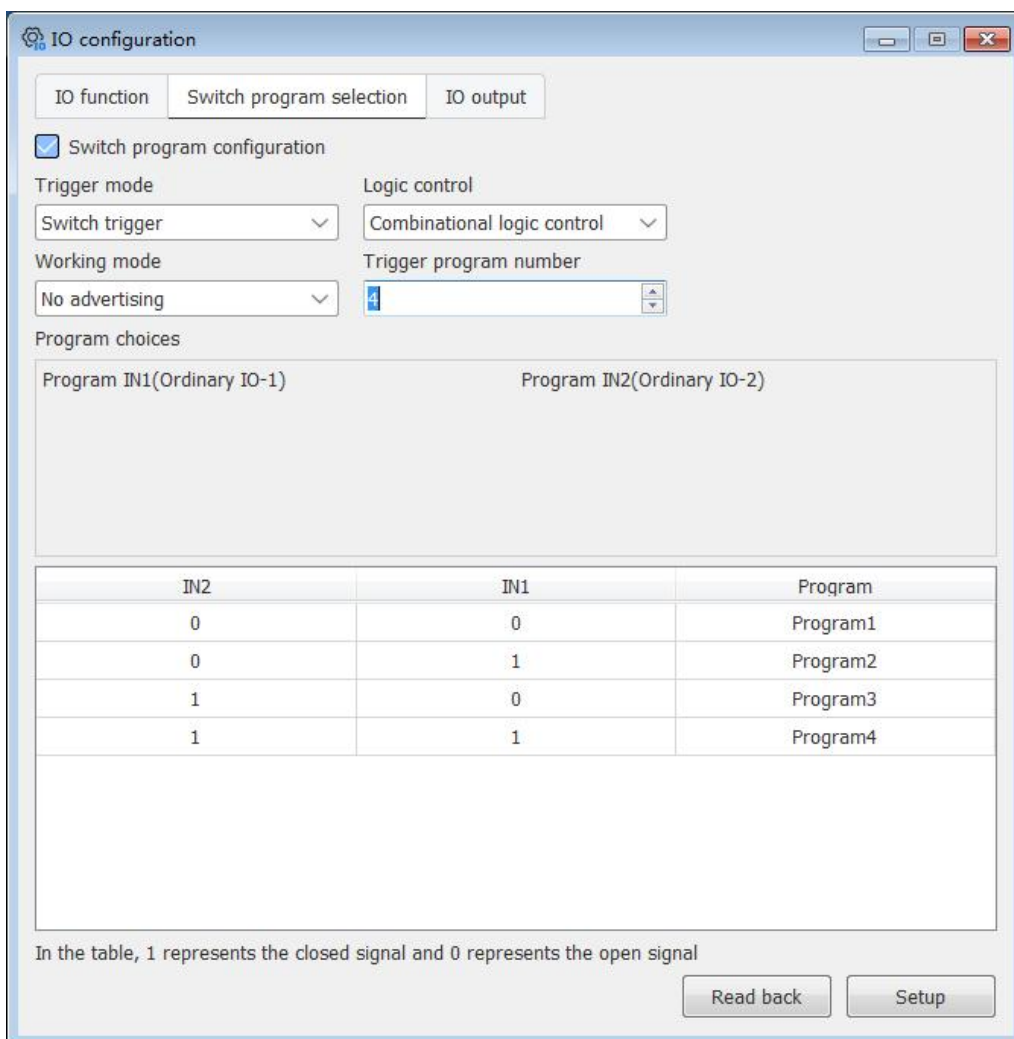 IO configuration
IO function Switch program selection IO output
Switch program configuration
Trigger mode Logic control
Switch trigger Combinational logic control
Working mode Trigger program number
No advertising 4
Program choices
Program IN1(Ordinary IO-1) Program IN2(Ordinary IO-2)
IN2 IN1 Program
0 0 Program1
0 1 Program2
1 0 Program3
1 1 Program4
In the table, 1 represents the closed signal and 0 represents the open signal
Read back Setup